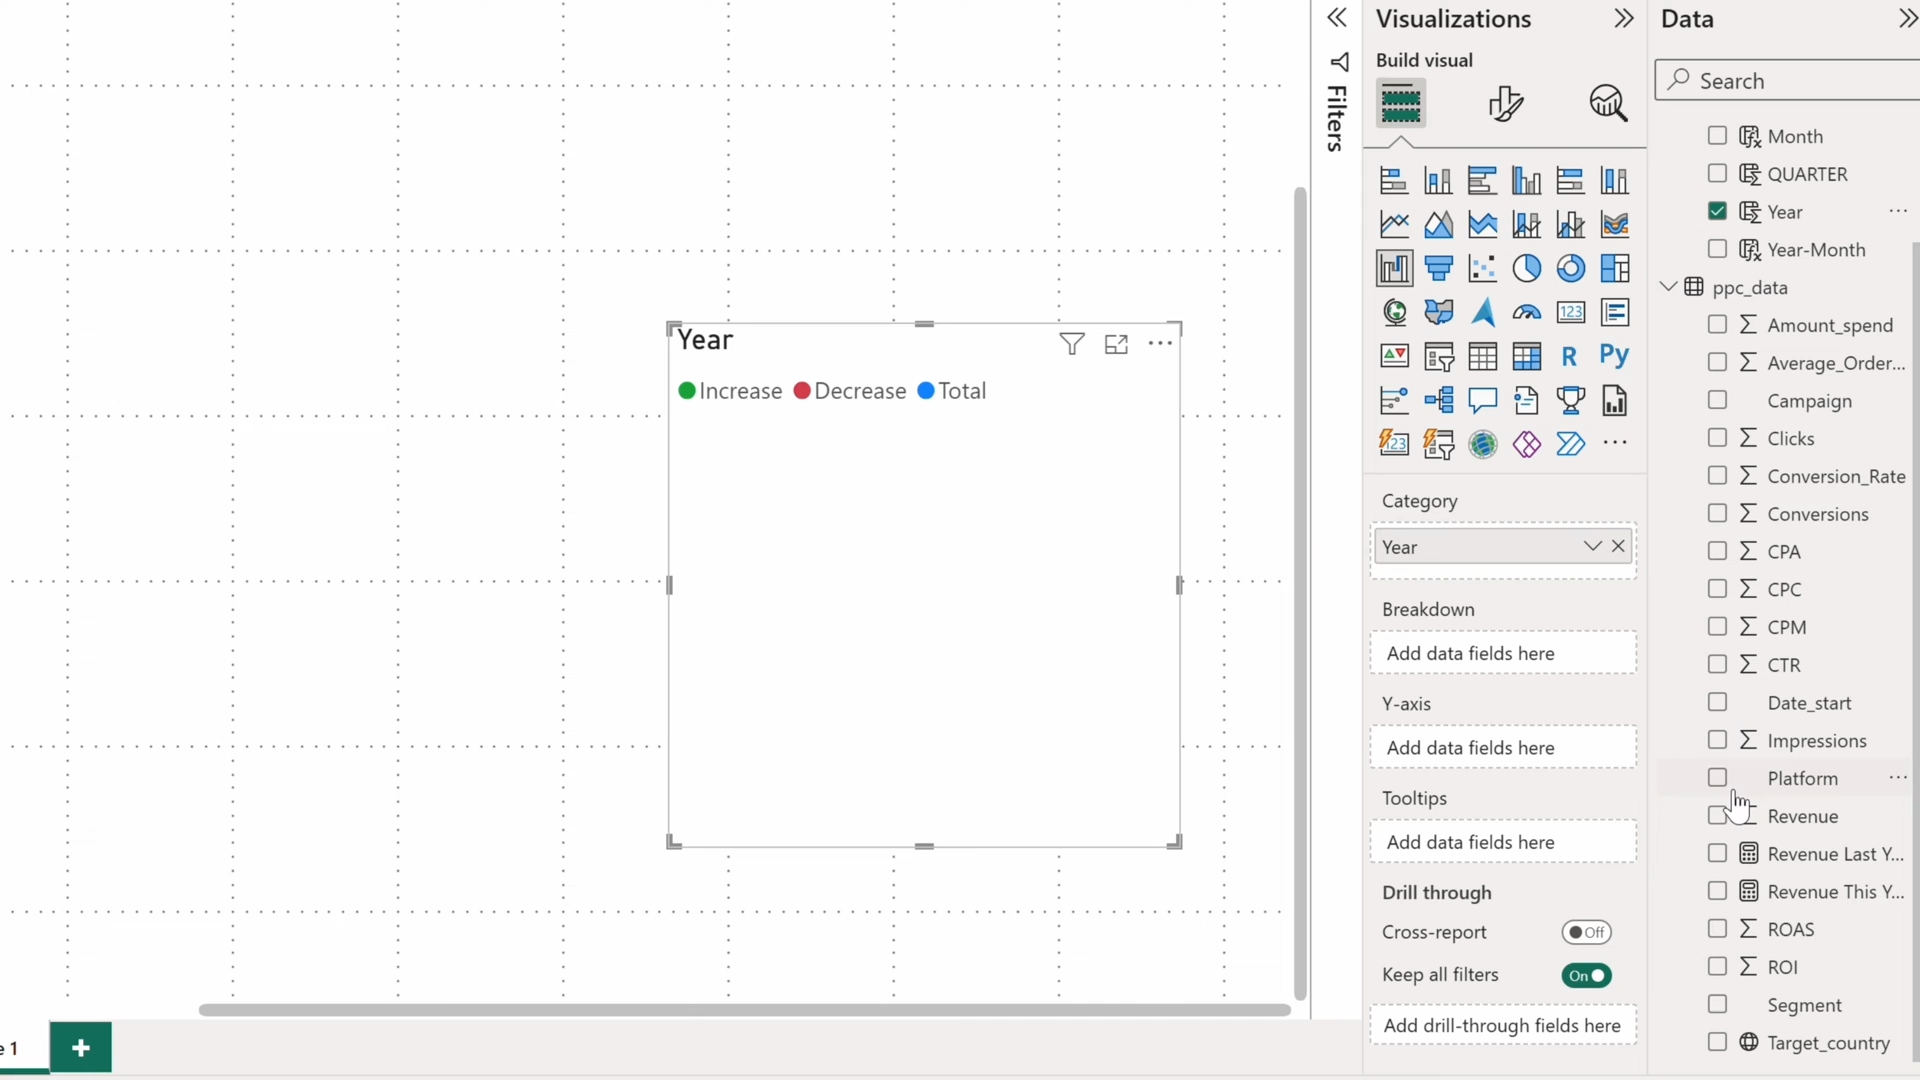 Year
Increase Decrease Total
e 1
+
Filters
Visualizations
Build visual
123
R
Py
123
Category
Year
Breakdown
Add data fields here
Y-axis
Add data fields here
Tooltips
Add data fields here
Drill through
Cross-report
Off
Keep all filters
On
Add drill-through fields here
Data
Search
Month
QUARTER
Year
Year-Month
ppc_data
Amount_spend
Average_Order...
Campaign
Clicks
Conversion_Rate
Conversions
CPA
CPC
CPM
CTR
Date_start
Impressions
Platform
Revenue
Revenue Last Y...
Revenue This Y...
ROAS
ROI
Segment
Target_country